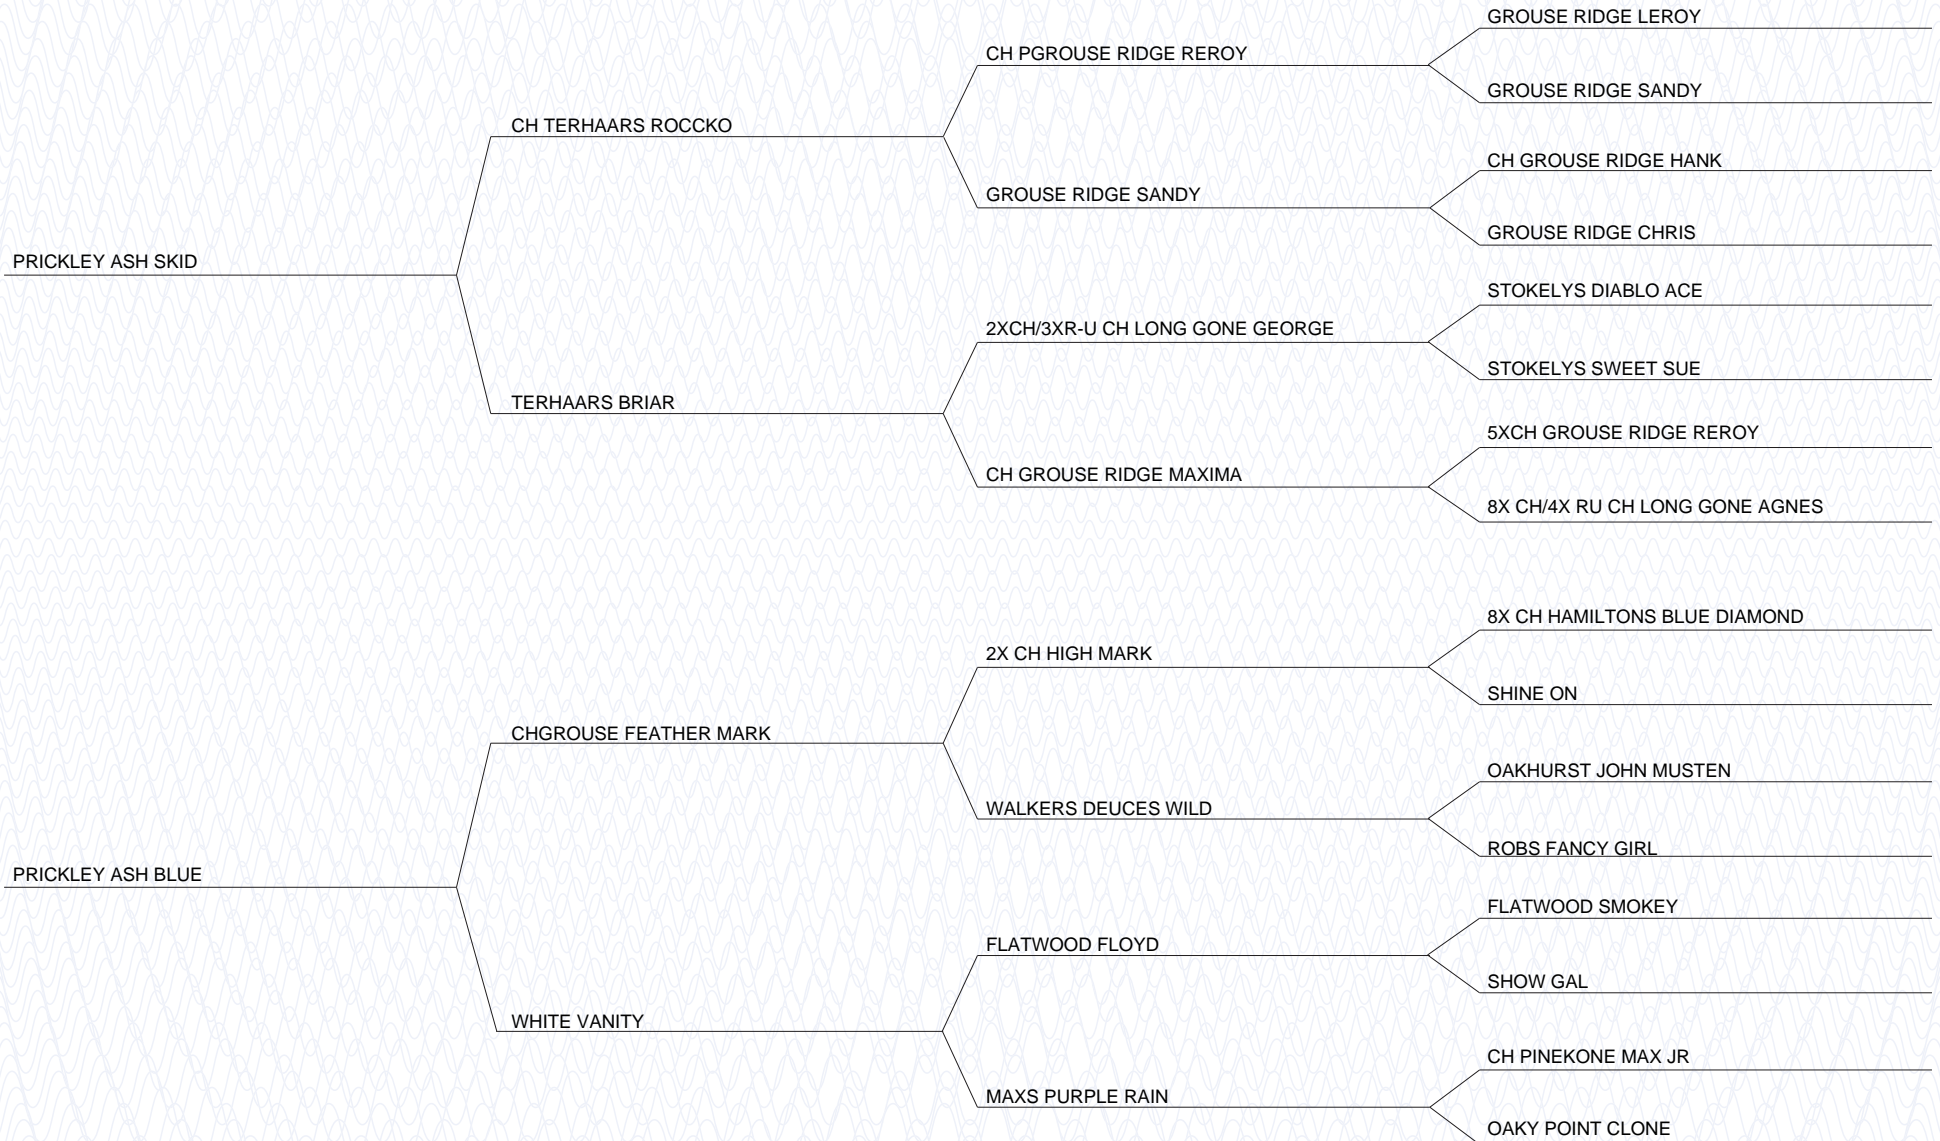 GROUSE RIDGE LEROY
CH PGROUSE RIDGE REROY
GROUSE RIDGE SANDY
CH TERHAARS ROCCKO
CH GROUSE RIDGE HANK
GROUSE RIDGE SANDY
GROUSE RIDGE CHRIS
PRICKLEY ASH SKID
STOKELYS DIABLO ACE
2XCH/3XR-U CH LONG GONE GEORGE
STOKELYS SWEET SUE
TERHAARS BRIAR
5XCH GROUSE RIDGE REROY
CH GROUSE RIDGE MAXIMA
8X CH/4X RU CH LONG GONE AGNES
8X CH HAMILTONS BLUE DIAMOND
2X CH HIGH MARK
SHINE ON
CHGROUSE FEATHER MARK
OAKHURST JOHN MUSTEN
WALKERS DEUCES WILD
ROBS FANCY GIRL
PRICKLEY ASH BLUE
FLATWOOD SMOKEY
FLATWOOD FLOYD
SHOW GAL
WHITE VANITY
CH PINEKONE MAX JR
MAXS PURPLE RAIN
OAKY POINT CLONE